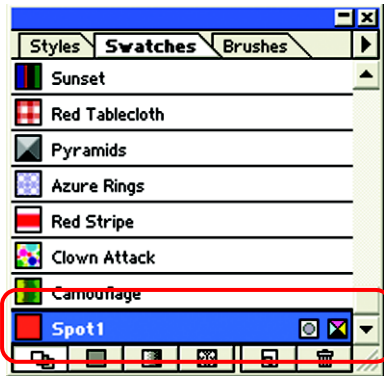 Styles Swatches Brushes
Sunset
Red Tablecloth
Pyramids
Azure Rings
Red Stripe
Clown Attack
Camouflage
Spot1